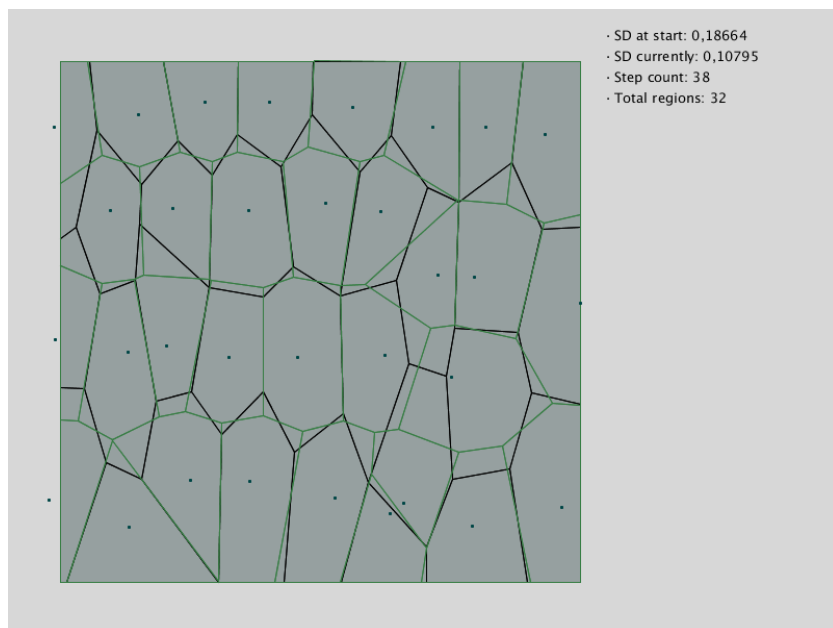 · SD at start: 0,18664
· SD currently: 0,10795
· Step count: 38
· Total regions: 32